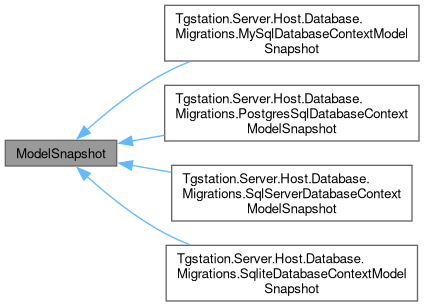 Tgstation.Server.Host.Database.
Migrations.MySqlDatabaseContextModel
Snapshot
Tgstation.Server.Host.Database.
Migrations.PostgresSqlDatabaseContext
ModelSnapshot
ModelSnapshot
Tgstation.Server.Host.Database.
Migrations.SqlServerDatabaseContext
ModelSnapshot
Tgstation.Server.Host.Database.
Migrations.SqliteDatabaseContextModel
Snapshot